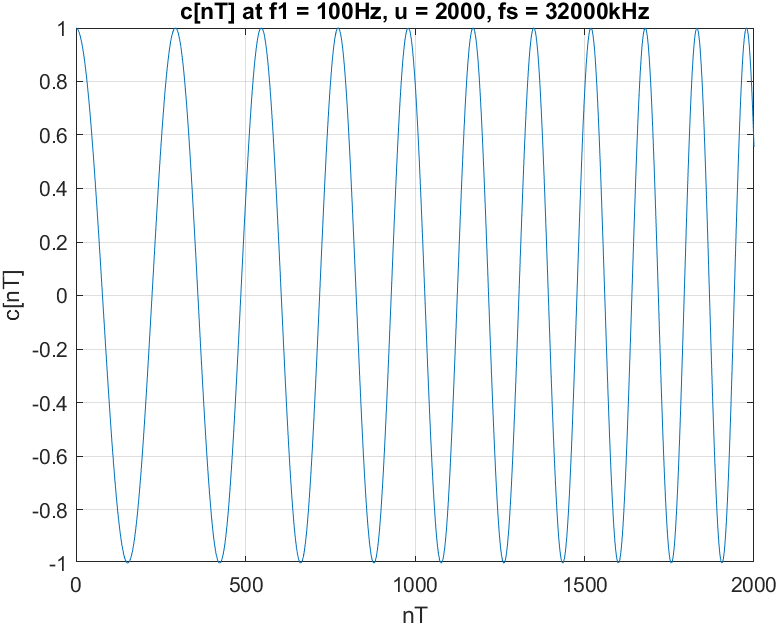 c[nT] at f1 = 100Hz, u = 2000, fs = 32000kHz
1
0.8
0.6
0.4
0.2
0
-0.2
-0.4
-0.6
-0.8
-1
c[nT]
0 500 1000 1500 2000
nT